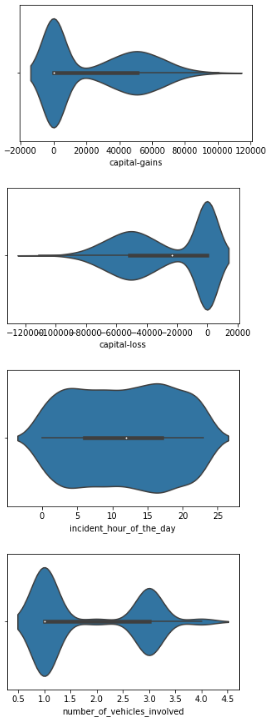 −20000 0 20000 40000 60000 80000 100000 120000
capital-gains
−120000−100000−80000−60000−40000−20000 0 20000
capital-loss
0 5 10 15 20 25
incident_hour_of_the_day
0.5 1.0 1.5 2.0 2.5 3.0 3.5 4.0 4.5
number_of_vehicles_involved